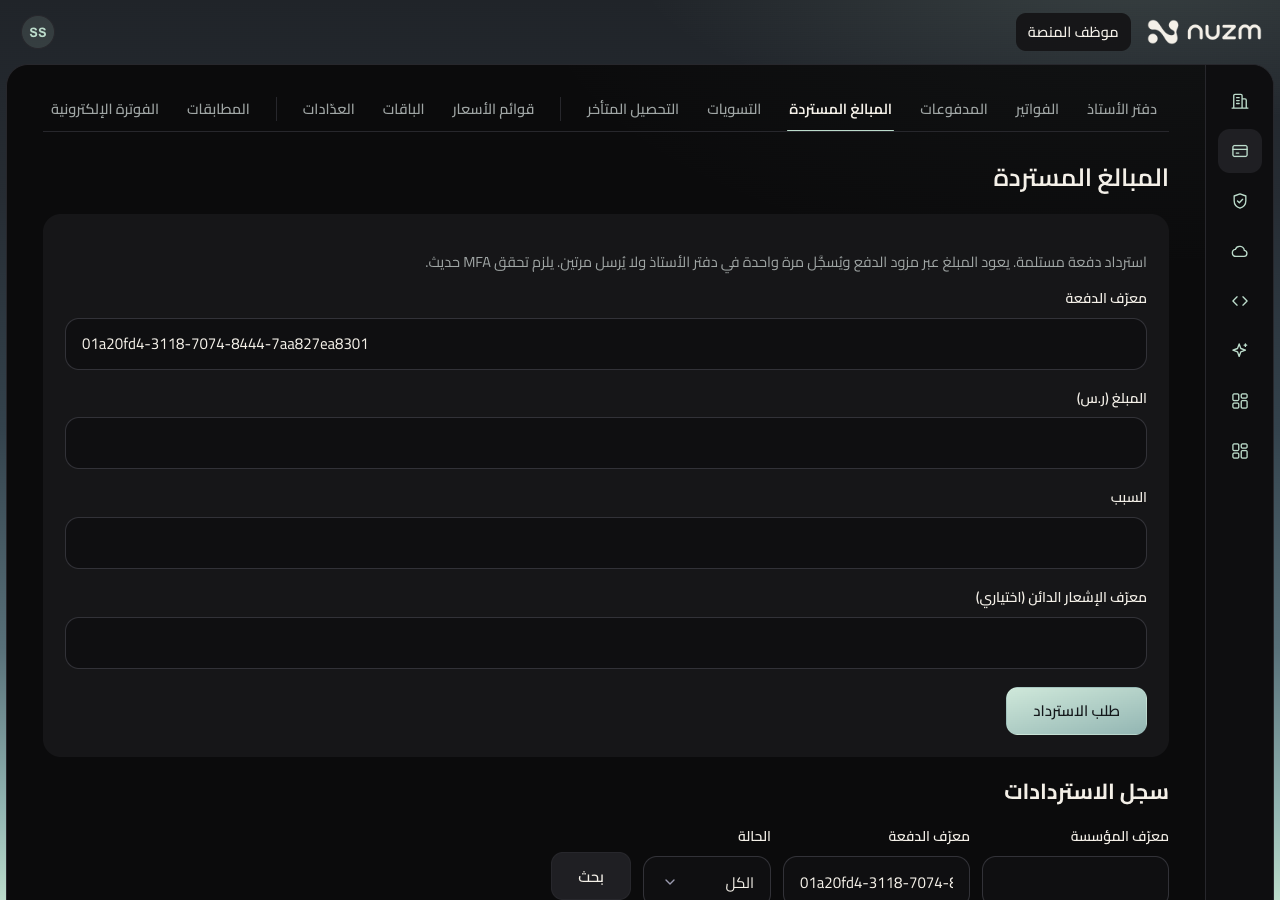 nuzm
موظف المنصة
SS
دفتر الأستاذ
الفواتير
المدفوعات
المبالغ المستردة
التسويات
التحصيل المتأخر
قوائم الأسعار
الباقات
العدّادات
المطابقات
الفوترة الإلكترونية
المبالغ المستردة
استرداد دفعة مستلمة. يعود المبلغ عبر مزود الدفع ويُسجَّل مرة واحدة في دفتر الأستاذ ولا يُرسل مرتين. يلزم تحقق MFA حديث.
معرّف الدفعة
01a20fd4-3118-7074-8444-7aa827ea8301
المبلغ (ر.س)
السبب
معرّف الإشعار الدائن (اختياري)
طلب الاسترداد
سجل الاستردادات
معرّف المؤسسة
معرّف الدفعة
الحالة
01a20fd4-3118-7074-8
الكل
بحث